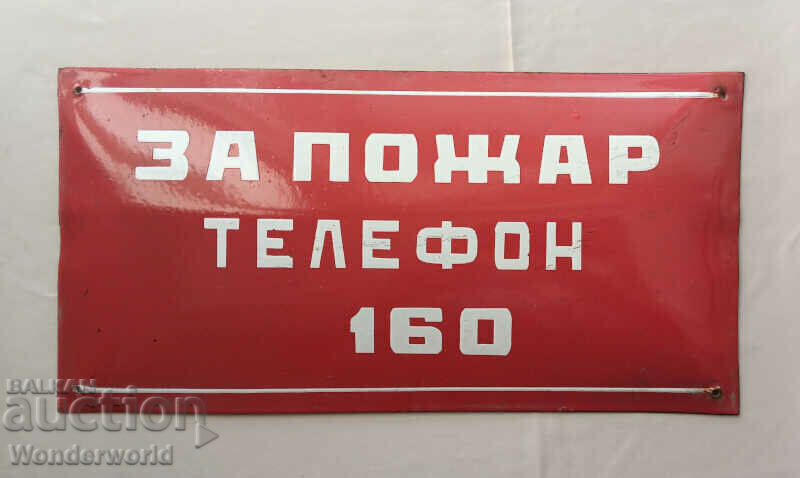 ЗА ПОЖАР
ТЕЛЕФОН
160
BALKAN
auction
Wonderworld